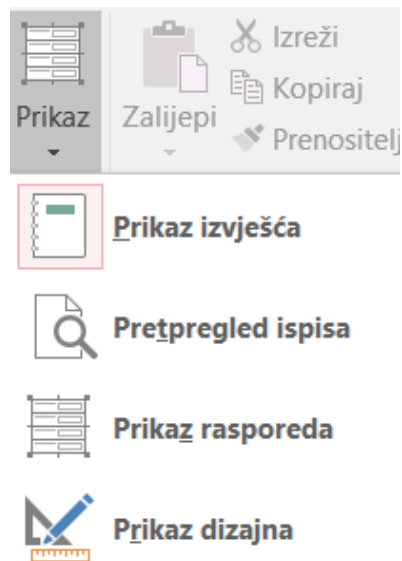 Prikaz
Zalijepi
Izreži
Kopiraj
Prenositelj
Prikaz izvješća
Pretpregled ispisa
Prikaz rasporeda
Prikaz dizajna